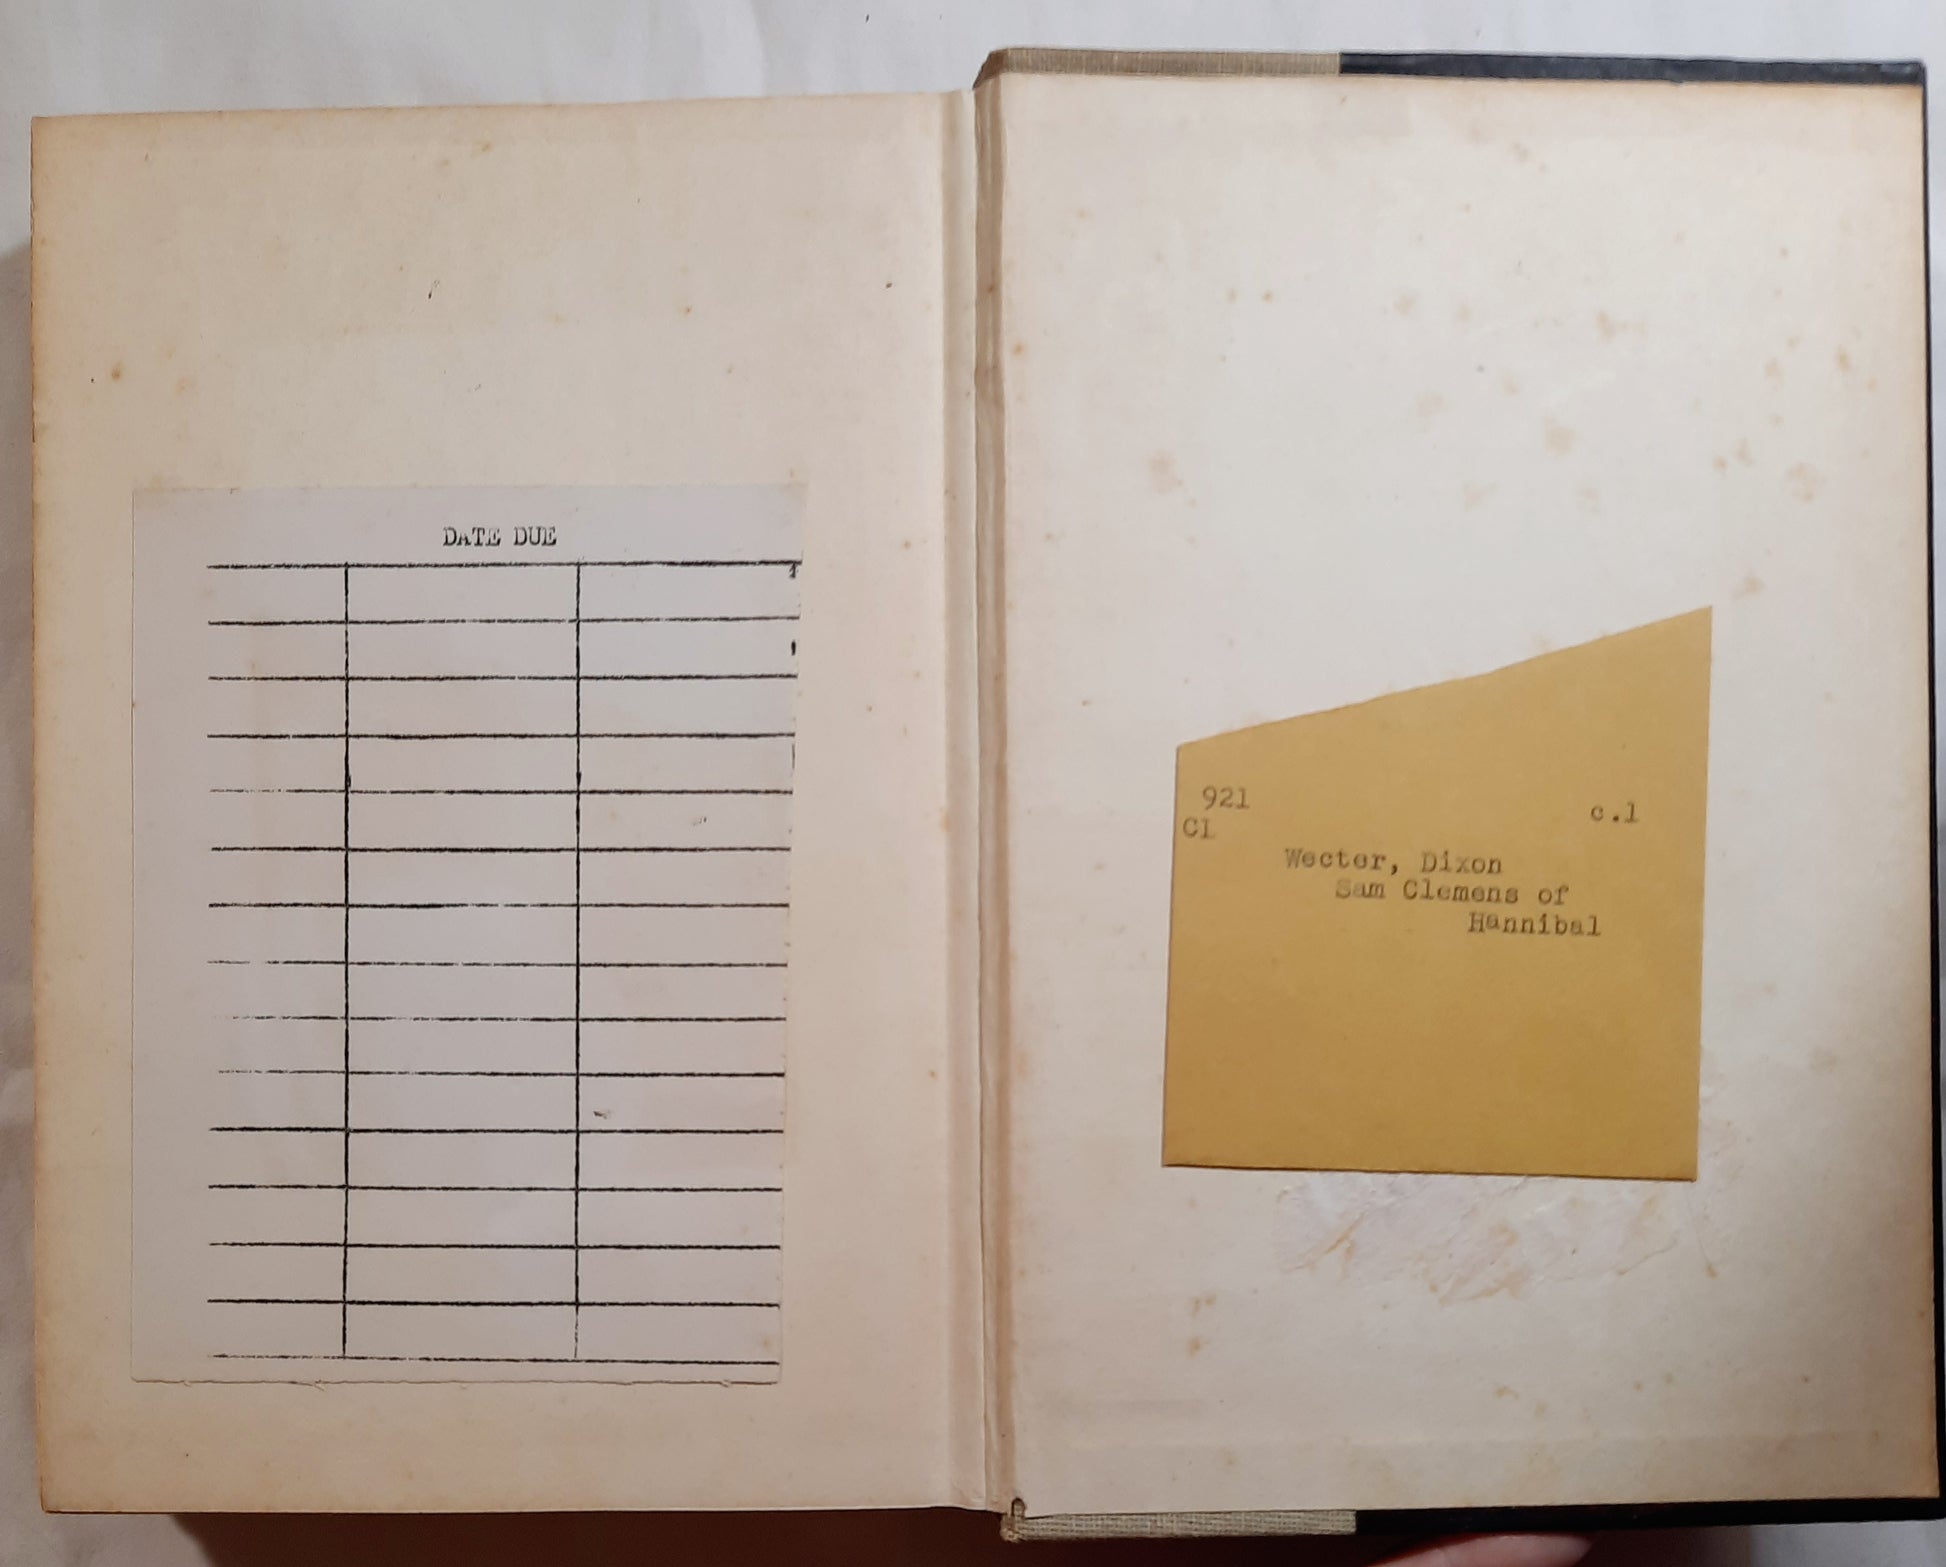 DATE DUE
921
c.1
Cl
Wecter, Dixon
Sam Clemens of
Hannibal